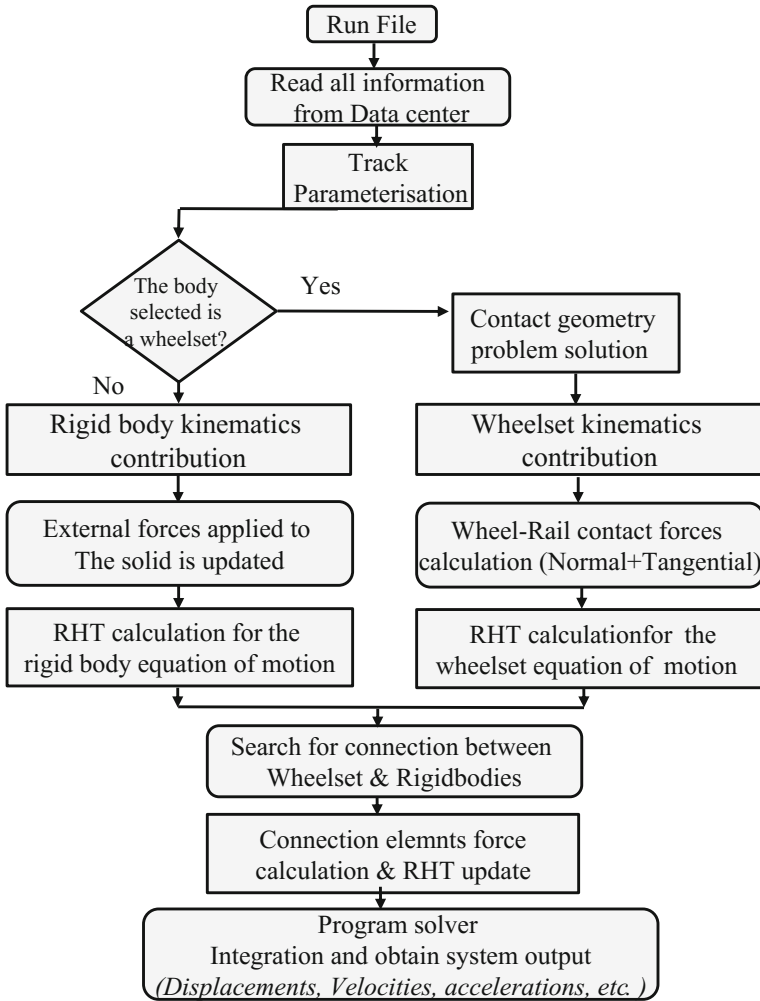 Run File
Read all information
from Data center
Track
Parameterisation
The body
selected is
a wheelset?
Yes
No
Contact geometry
problem solution
Rigid body kinematics
contribution
Wheelset kinematics
contribution
External forces applied to
The solid is updated
Wheel-Rail contact forces
calculation (Normal+Tangential)
RHT calculation for the
rigid body equation of motion
RHT calculationfor the
wheelset equation of motion
Search for connection between
Wheelset & Rigidbodies
Connection elemnts force
calculation & RHT update
Program solver
Integration and obtain system output
(Displacements, Velocities, accelerations, etc. )